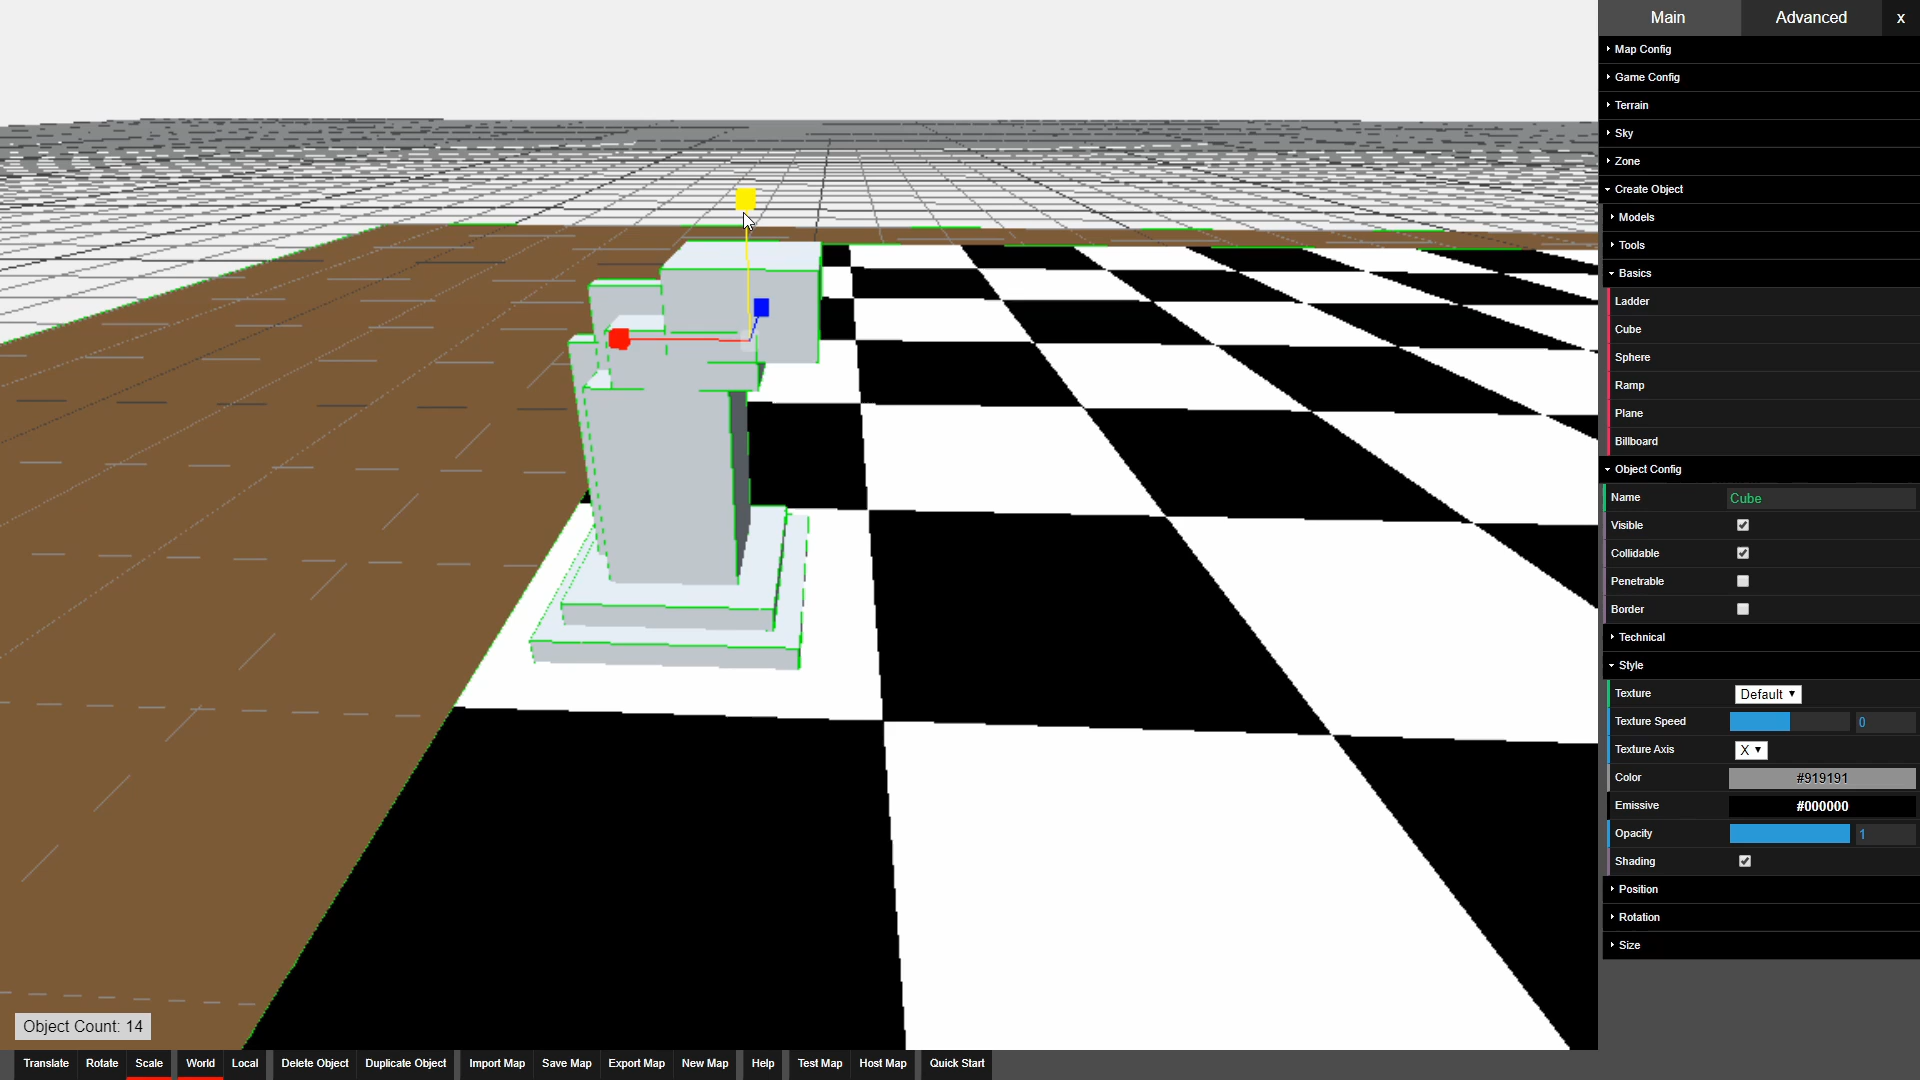 Main Advanced x
Map Config
Game Config
Terrain
Sky
Zone
Create Object
Models
Tools
Basics
Ladder
Cube
Sphere
Ramp
Plane
Billboard
Object Config
Name Cube
Visible
Collidable
Penetrable
Border
Technical
Style
Texture Default
Texture Speed 0
Texture Axis X
Color #919191
Emissive #000000
Opacity 1
Shading
Position
Rotation
Size
Object Count: 14
Translate Rotate Scale World Local Delete Object Duplicate Object Import Map Save Map Export Map New Map Help Test Map Host Map Quick Start